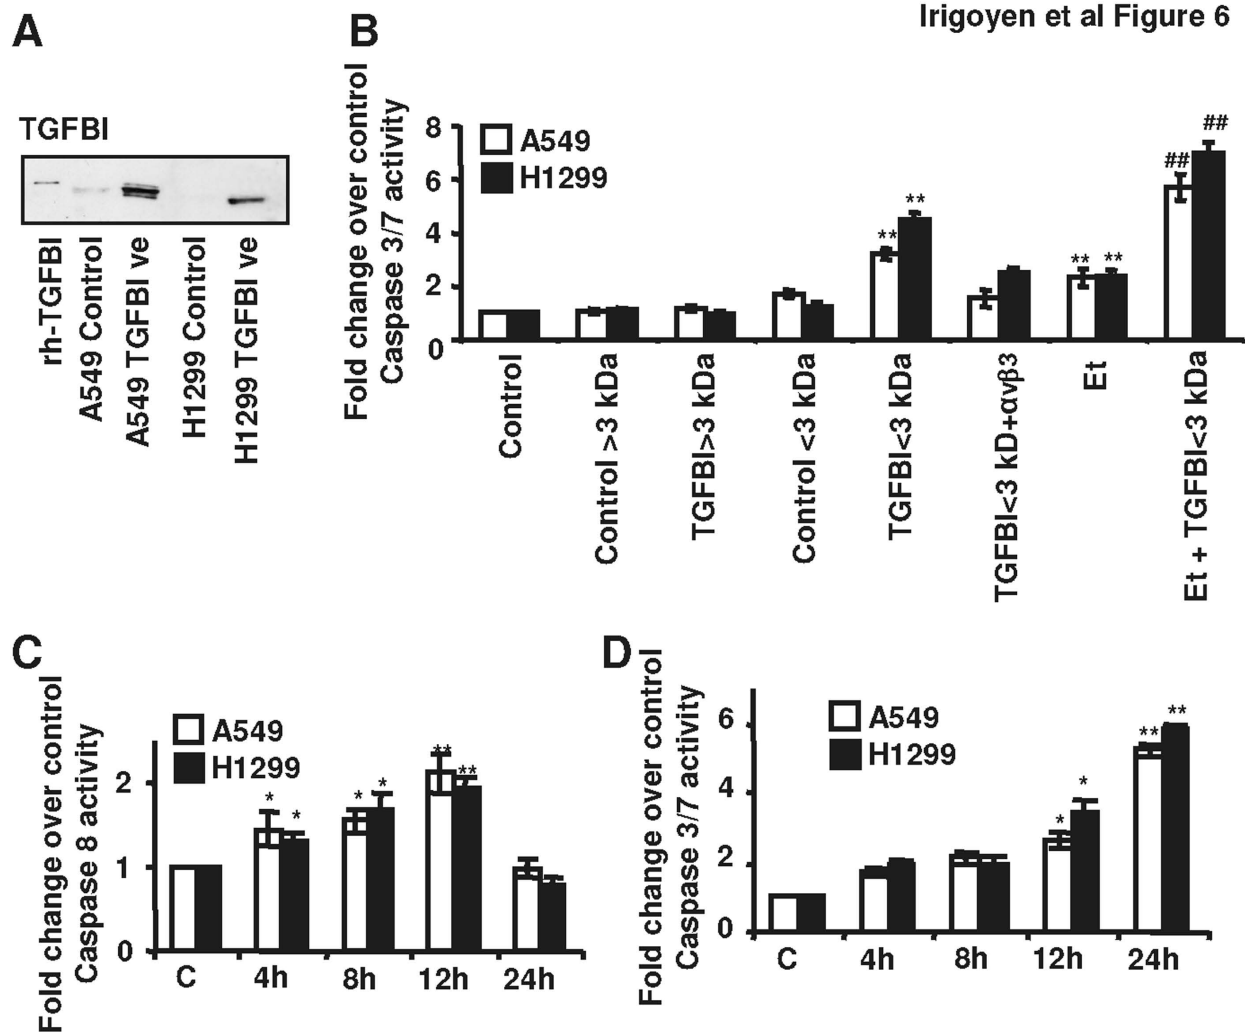 Irigoyen et al Figure 6
A
TGFBI
rh-TGFBI
A549 Control
A549 TGFBI ve
H1299 Control
H1299 TGFBI ve
B
Fold change over control
Caspase 3/7 activity
8
6
4
2
0
A549
H1299
**
**
**
**
##
##
Control
Control >3 kDa
TGFBI>3 kDa
Control <3 kDa
TGFBI<3 kDa
TGFBI<3 kD+αvβ3
Et
Et + TGFBI<3 kDa
C
Fold change over control
Caspase 8 activity
2
1
0
A549
H1299
*
*
*
*
**
**
C
4h
8h
12h
24h
D
Fold change over control
Caspase 3/7 activity
6
4
2
0
A549
H1299
*
*
**
**
C
4h
8h
12h
24h